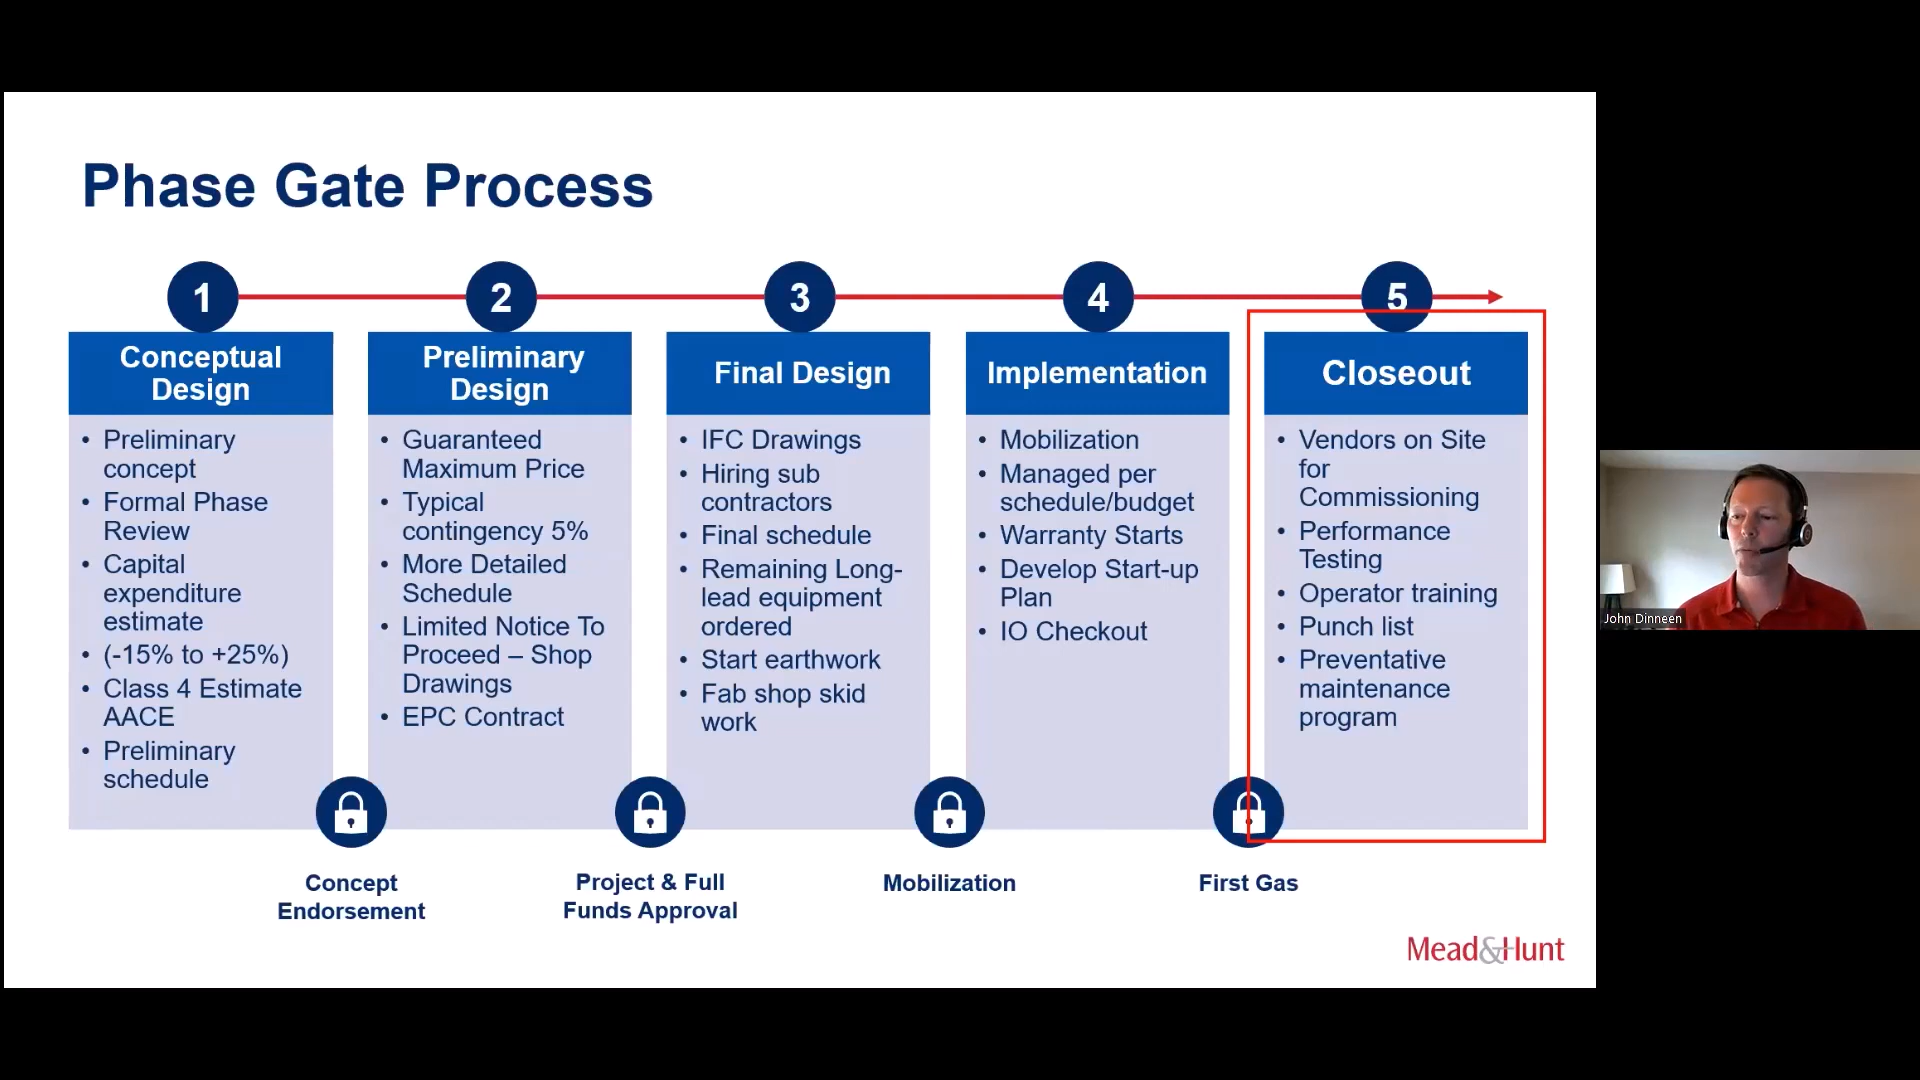 Phase Gate Process
1
2
3
4
5
Conceptual
Design
• Preliminary
concept
• Formal Phase
Review
• Capital
expenditure
estimate
• (-15% to +25%)
• Class 4 Estimate
AACE
• Preliminary
schedule
Preliminary
Design
• Guaranteed
Maximum Price
• Typical
contingency 5%
• More Detailed
Schedule
• Limited Notice To
Proceed – Shop
Drawings
• EPC Contract
Final Design
• IFC Drawings
• Hiring sub
contractors
• Final schedule
• Remaining Long-
lead equipment
ordered
• Start earthwork
• Fab shop skid
work
Implementation
• Mobilization
• Managed per
schedule/budget
• Warranty Starts
• Develop Start-up
Plan
• IO Checkout
Closeout
• Vendors on Site
for
Commissioning
• Performance
Testing
• Operator training
• Punch list
• Preventative
maintenance
program
Concept
Endorsement
Project & Full
Funds Approval
Mobilization
First Gas
Mead&Hunt
John Dinneen